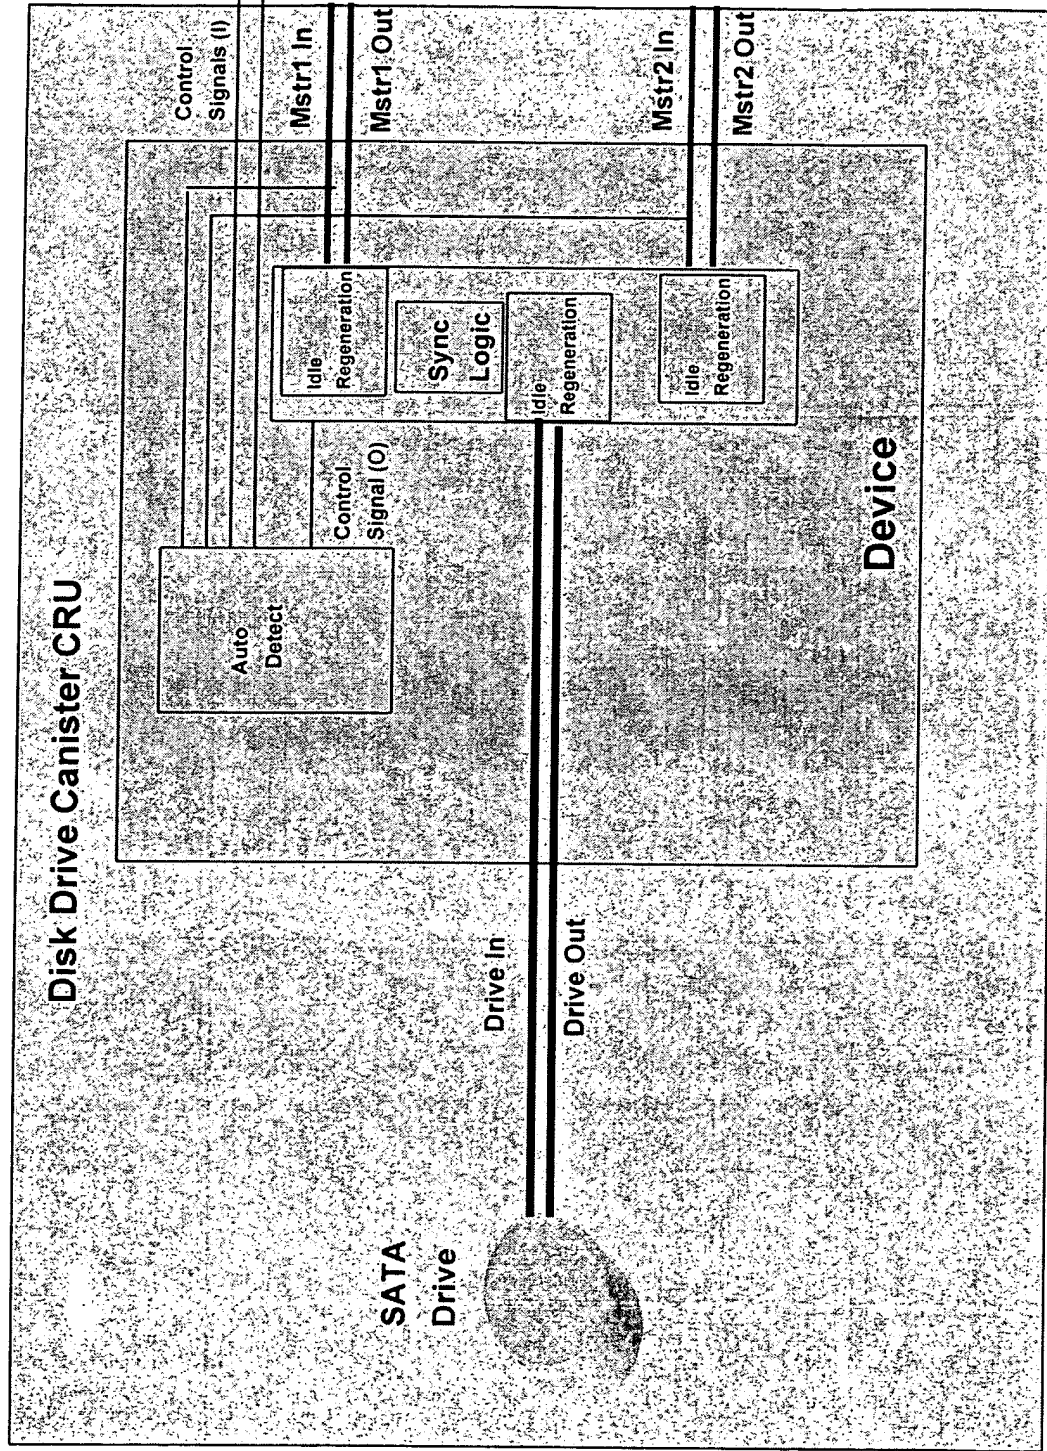 Disk Drive Canister CRU
Control
Signals (I)
Mstr1 In
Mstr1 Out
Mstr2 In
Mstr2 Out
Auto
Detect
Control
Signal (O)
Idle
Regeneration
Sync
Logic
Idle
Regeneration
Idle
Regeneration
Device
Drive In
Drive Out
SATA
Drive